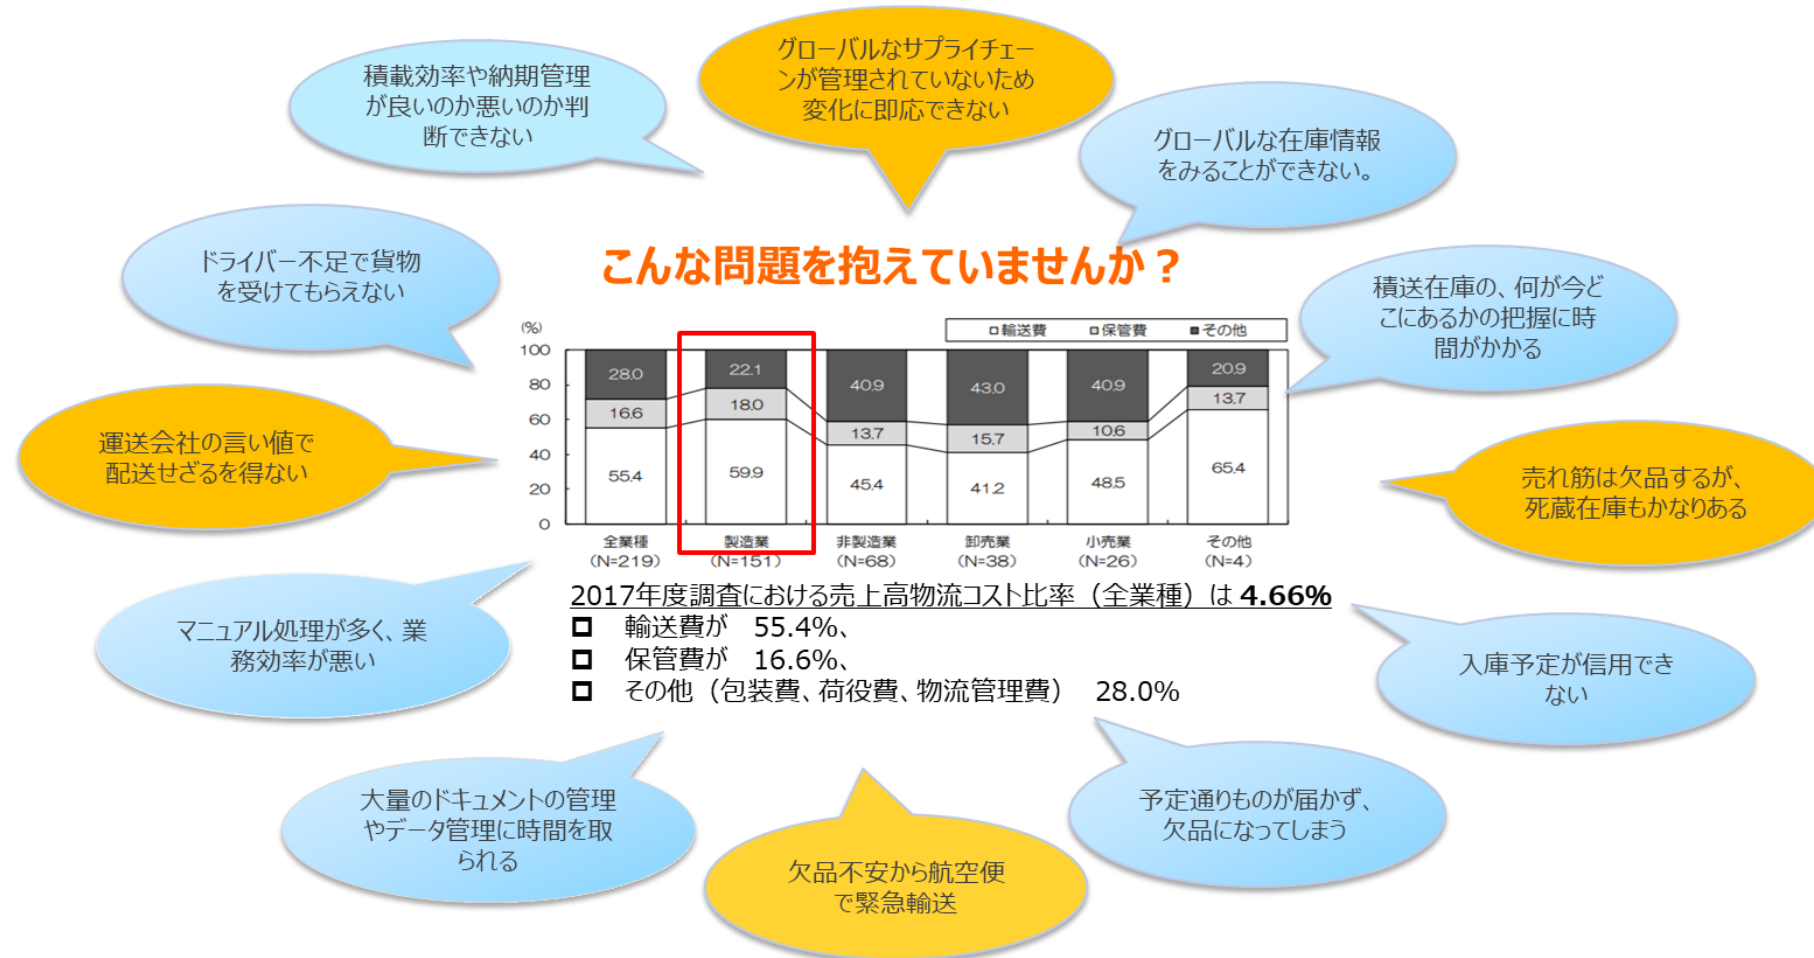 グローバルなサプライチェー
ンが管理されていないため
変化に即応できない
積載効率や納期管理
が良いのか悪いのか判
断できない
グローバルな在庫情報
をみることができない。
ドライバー不足で貨物
を受けてもらえない
こんな問題を抱えていませんか？
積送在庫の、何が今ど
こにあるかの把握に時
間がかかる
運送会社の言い値で
配送せざるを得ない
売れ筋は欠品するが、
死蔵在庫もかなりある
(%)
輸送費 保管費 その他
100
80
60
40
20
0
28.0 22.1 40.9 43.0 40.9 20.9
16.6 18.0 13.7 15.7 10.6 13.7
55.4 59.9 45.4 41.2 48.5 65.4
全業種 製造業 非製造業 卸売業 小売業 その他
(N=219) (N=151) (N=68) (N=38) (N=26) (N=4)
2017年度調査における売上高物流コスト比率（全業種）は 4.66%
輸送費が 55.4%、
保管費が 16.6%、
その他（包装費、荷役費、物流管理費） 28.0%
マニュアル処理が多く、業
務効率が悪い
入庫予定が信用でき
ない
大量のドキュメントの管理
やデータ管理に時間を取
られる
予定通りものが届かず、
欠品になってしまう
欠品不安から航空便
で緊急輸送